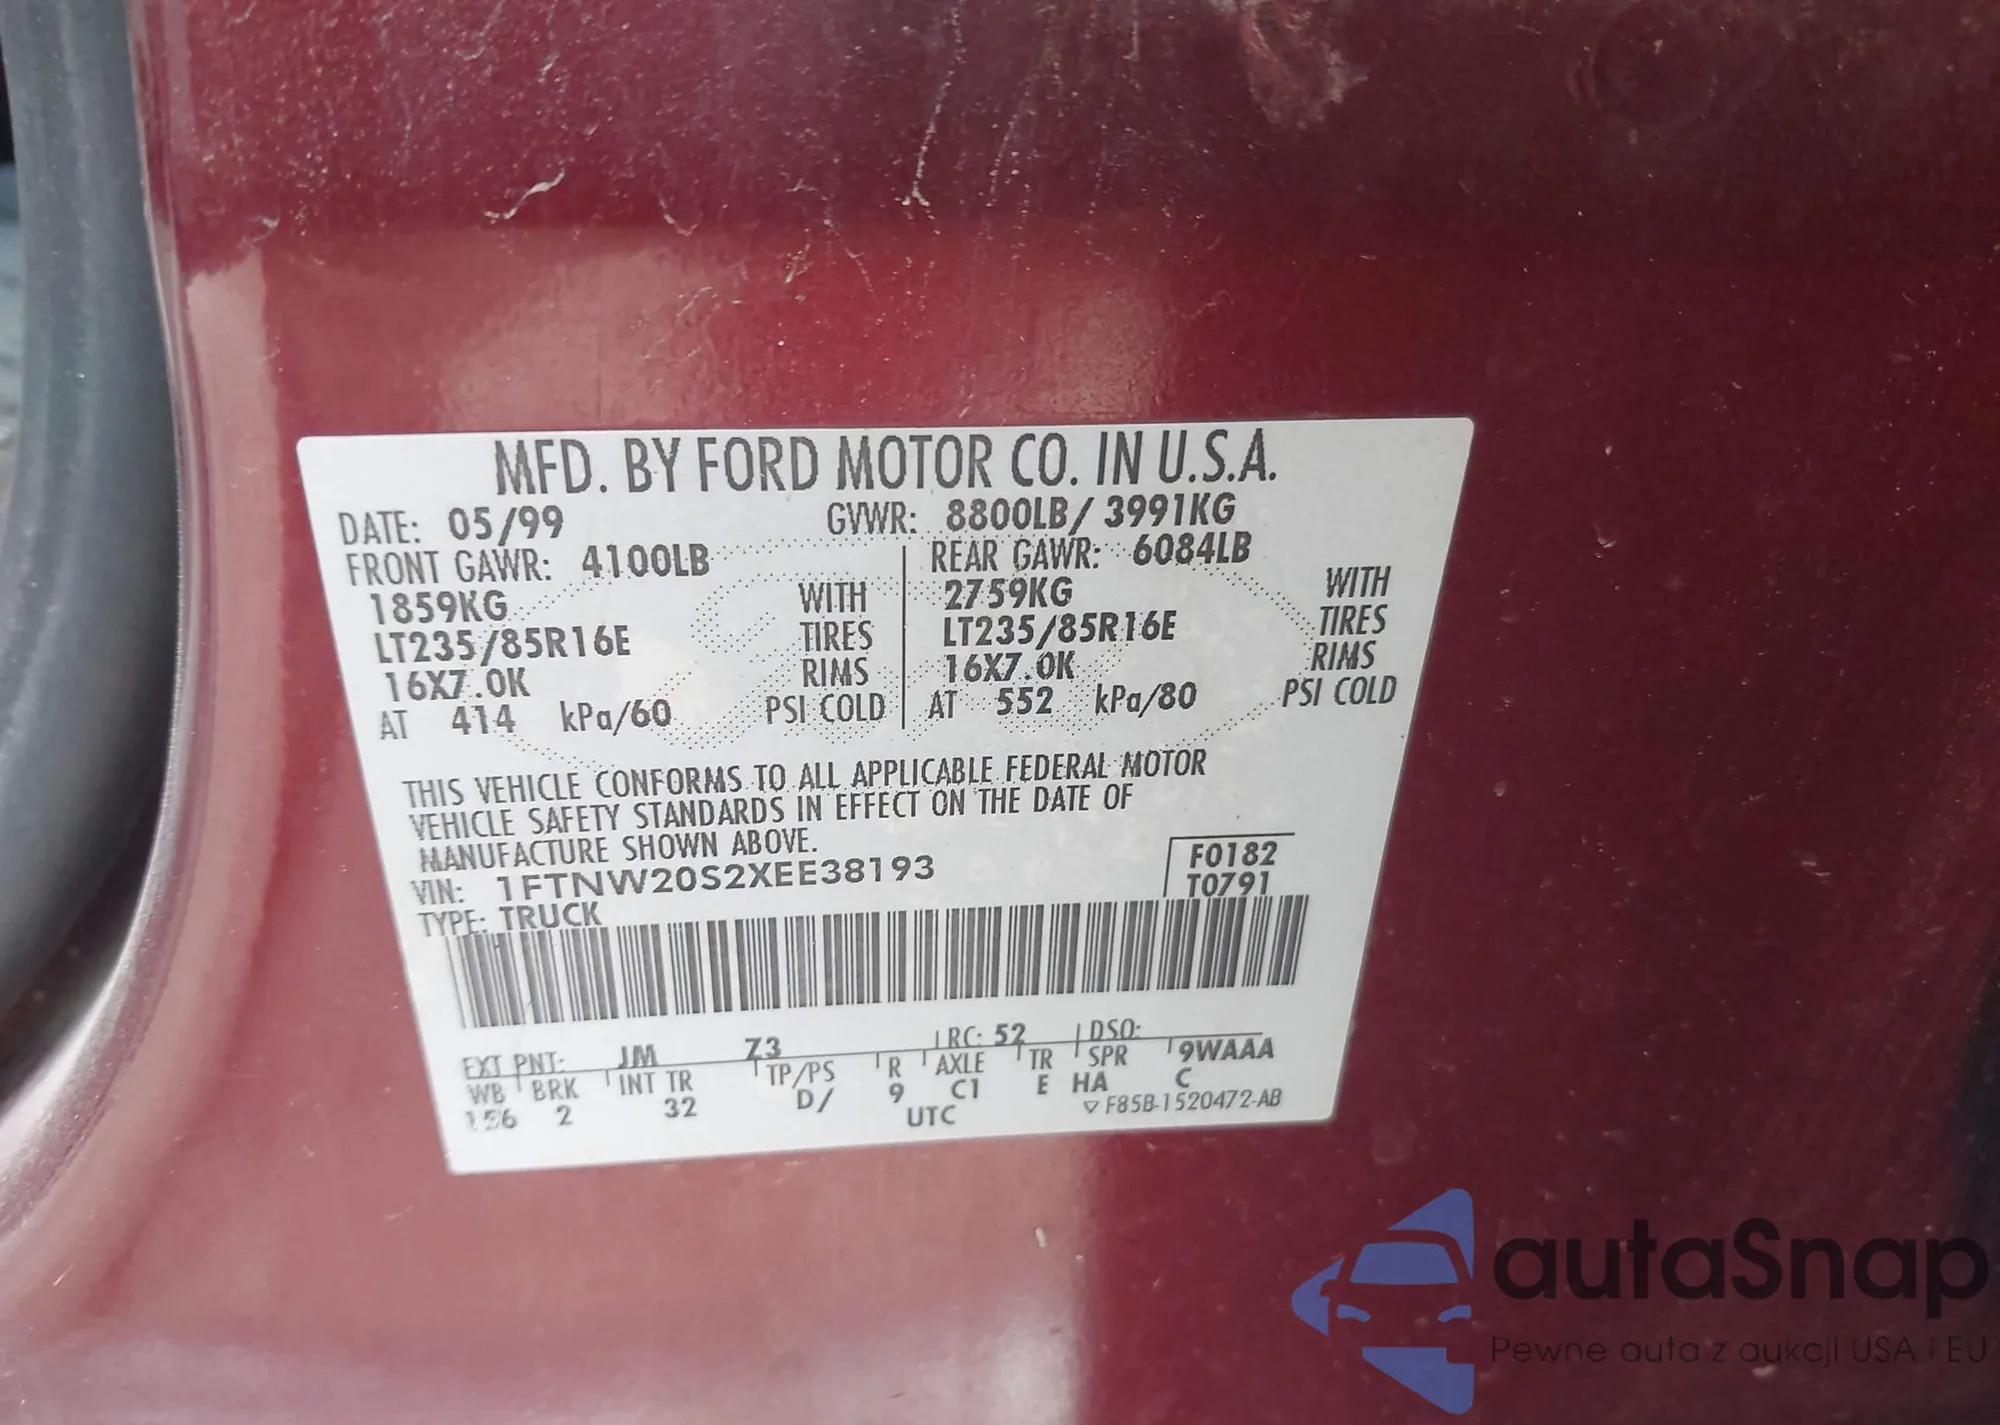 MFD. BY FORD MOTOR CO. IN U.S.A.
DATE: 05/99 GVWR: 8800LB/ 3991KG
FRONT GAWR: 4100LB REAR GAWR: 6084LB
1859KG WITH 2759KG WITH
LT235/85R16E TIRES LT235/85R16E TIRES
16X7.0K RIMS 16X7.0K RIMS
AT 414 kPa/60 PSI COLD AT 552 kPa/80 PSI COLD
THIS VEHICLE CONFORMS TO ALL APPLICABLE FEDERAL MOTOR
VEHICLE SAFETY STANDARDS IN EFFECT ON THE DATE OF
MANUFACTURE SHOWN ABOVE.
VIN: 1FTNW20S2XEE38193 F0182
TYPE: TRUCK T0791
EXT PNT: JM Z3 RC: 52 DSO:
WB BRK INT TR TP/PS R AXLE TR SPR 9WAAA
156 2 32 D/ 9 C1 E HA C
UTC ▽ F85B-1520472-AB
autaSnap
Pewne auta z aukcji USA i EU